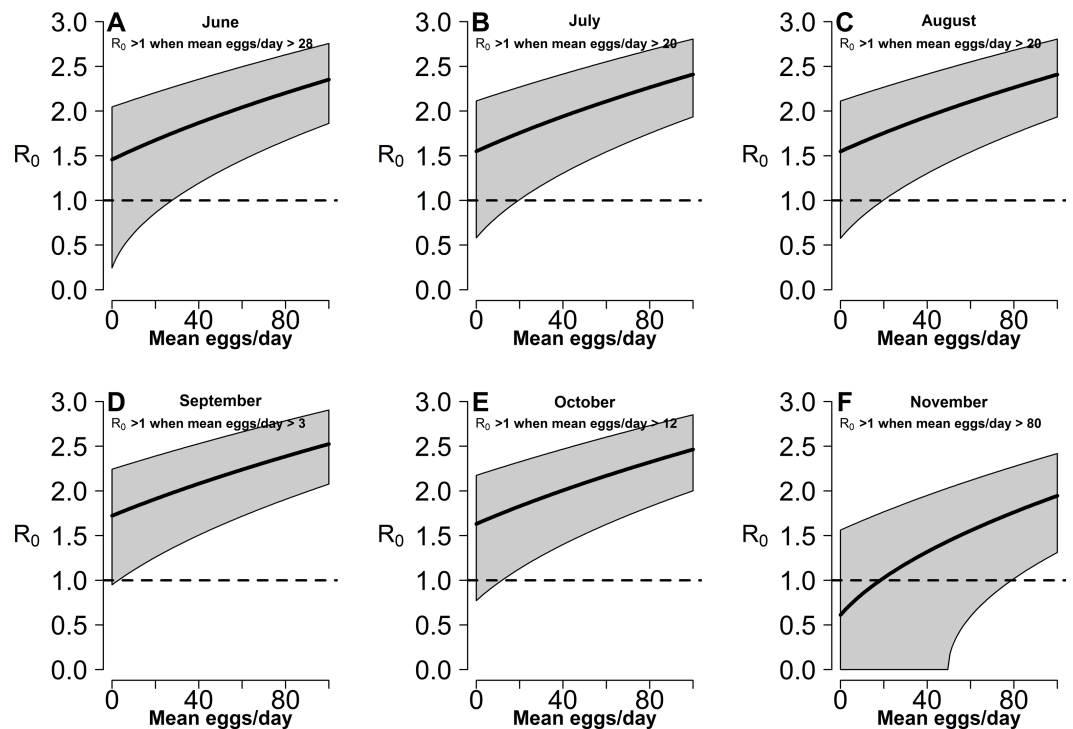 A June
R0 >1 when mean eggs/day > 28
3.0
2.5
2.0
1.5
1.0
0.5
0.0
R0
0 40 80
Mean eggs/day
B July
R0 >1 when mean eggs/day > 20
3.0
2.5
2.0
1.5
1.0
0.5
0.0
R0
0 40 80
Mean eggs/day
C August
R0 >1 when mean eggs/day > 20
3.0
2.5
2.0
1.5
1.0
0.5
0.0
R0
0 40 80
Mean eggs/day
D September
R0 >1 when mean eggs/day > 3
3.0
2.5
2.0
1.5
1.0
0.5
0.0
R0
0 40 80
Mean eggs/day
E October
R0 >1 when mean eggs/day > 12
3.0
2.5
2.0
1.5
1.0
0.5
0.0
R0
0 40 80
Mean eggs/day
F November
R0 >1 when mean eggs/day > 80
3.0
2.5
2.0
1.5
1.0
0.5
0.0
R0
0 40 80
Mean eggs/day